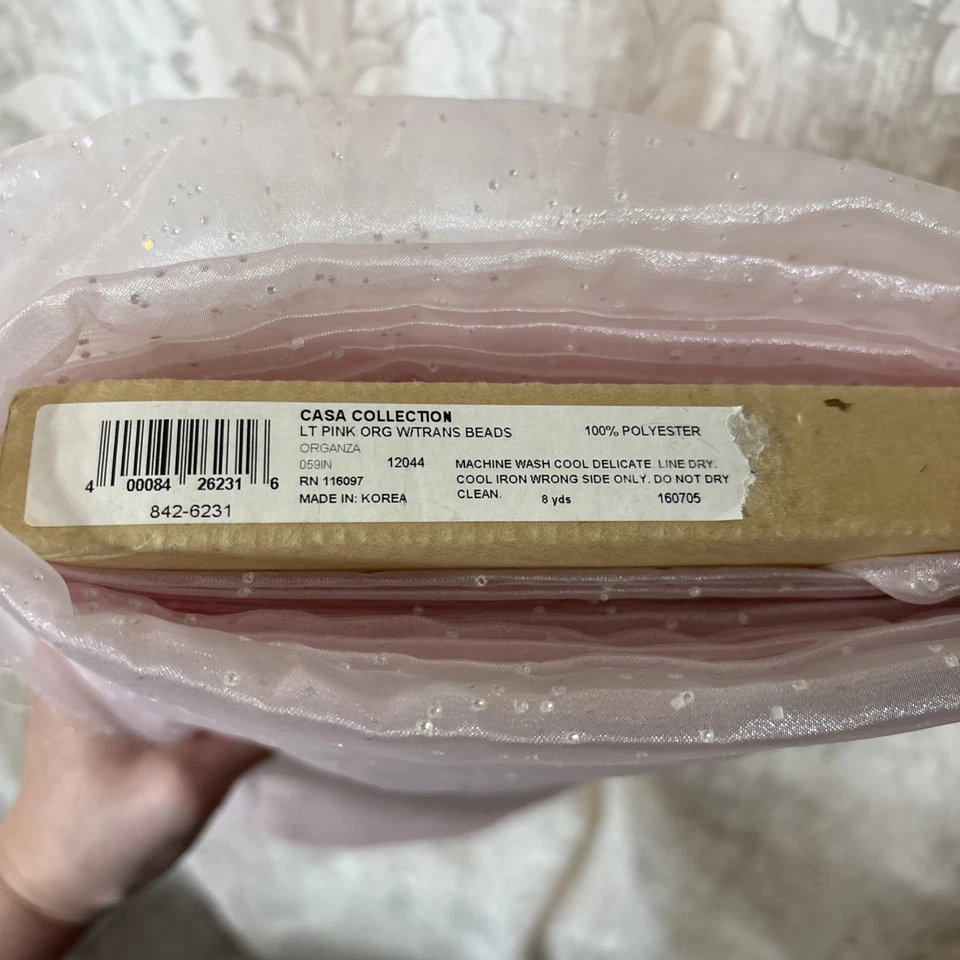 CASA COLLECTION
LT PINK ORG W/TRANS BEADS
100% POLYESTER
ORGANZA
059IN 12044
RN 116097
MADE IN: KOREA
MACHINE WASH COOL DELICATE. LINE DRY.
COOL IRON WRONG SIDE ONLY. DO NOT DRY
CLEAN. 8 yds 160705
4 00084 26231 6
842-6231